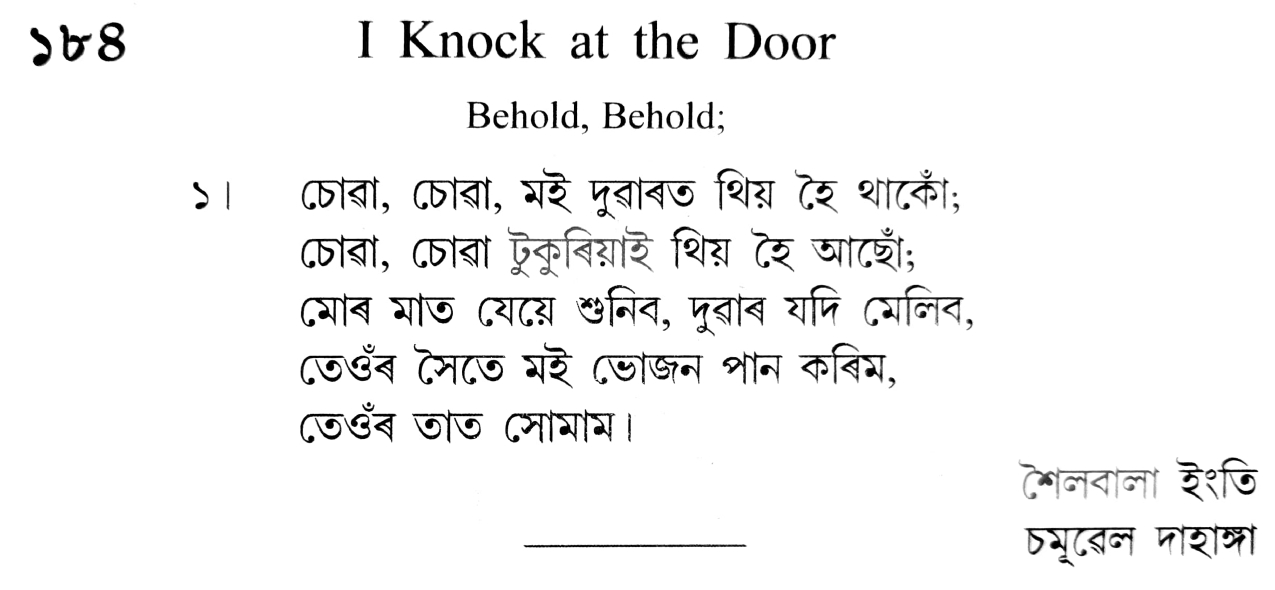 ১৮৪ I Knock at the Door
Behold, Behold;
১। চোৱা, চোৱা, মই দুৱাৰত থিয় হৈ থাকোঁ;
চোৱা, চোৱা টুকুৰিয়াই থিয় হৈ আছোঁ;
মোৰ মাত যেয়ে শুনিব, দুৱাৰ যদি মেলিব,
তেওঁৰ সৈতে মই ভোজন পান কৰিম,
তেওঁৰ তাত সোমাম।
শৈলবালা ইংতি
চমূৱেল দাহাঙ্গা